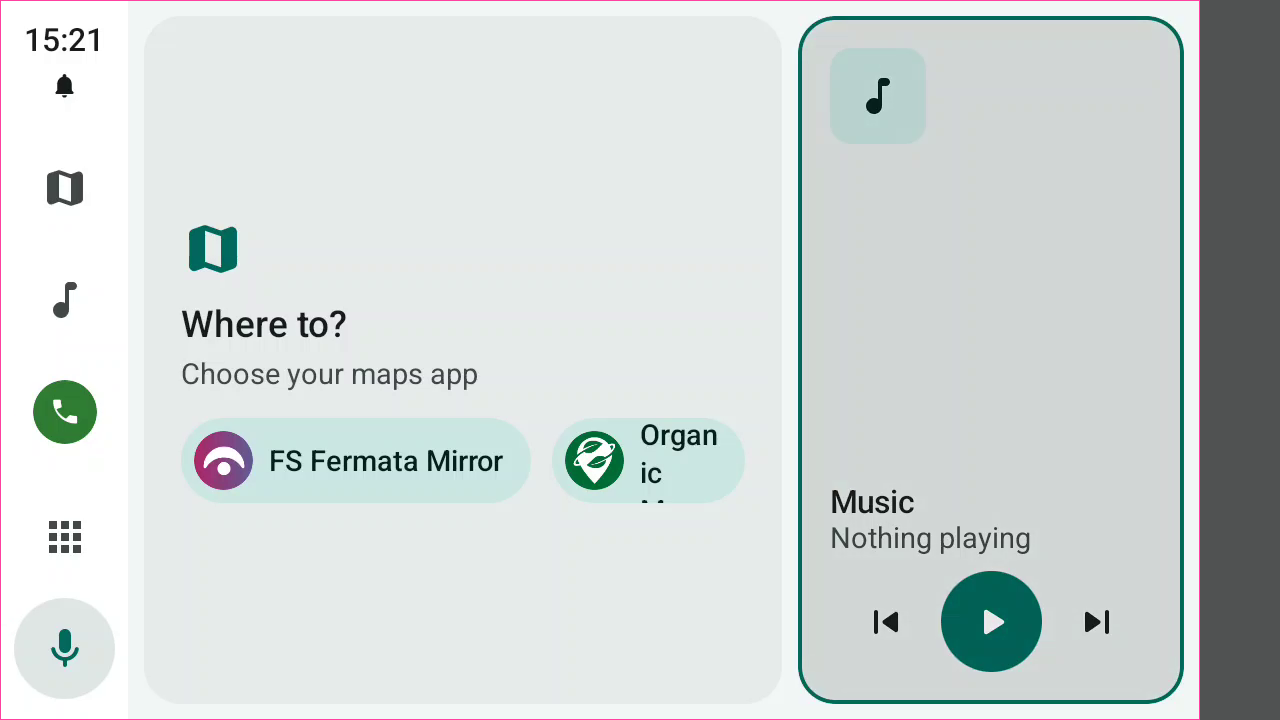 15:21
Where to?
Choose your maps app
FS Fermata Mirror
Organ
ic
Music
Nothing playing